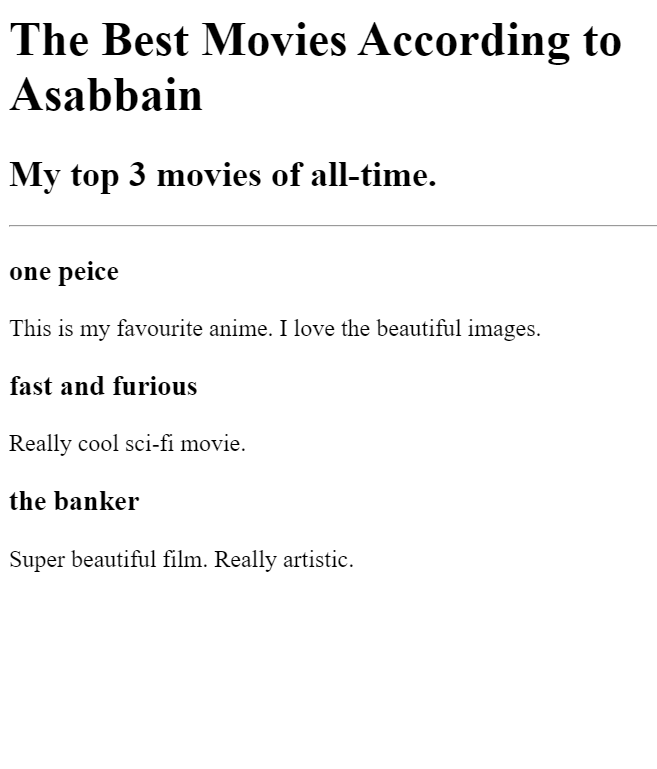 The Best Movies According to
Asabbain
My top 3 movies of all-time.
one peice
This is my favourite anime. I love the beautiful images.
fast and furious
Really cool sci-fi movie.
the banker
Super beautiful film. Really artistic.